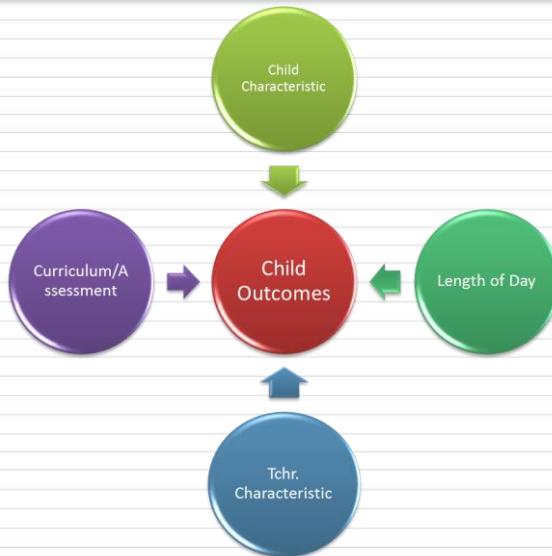 Child
Characteristic
Curriculum/A
ssessment
Child
Outcomes
Length of Day
Tchr.
Characteristic